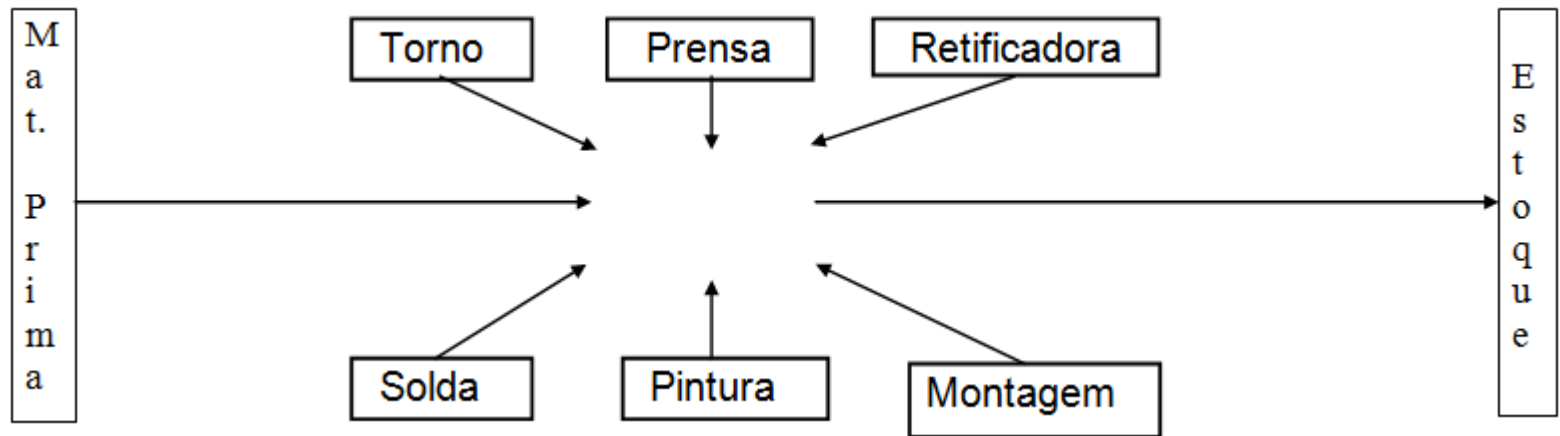 M
a
t.
P
r
i
m
a
Torno
Prensa
Retificadora
Solda
Pintura
Montagem
E
s
t
o
q
u
e